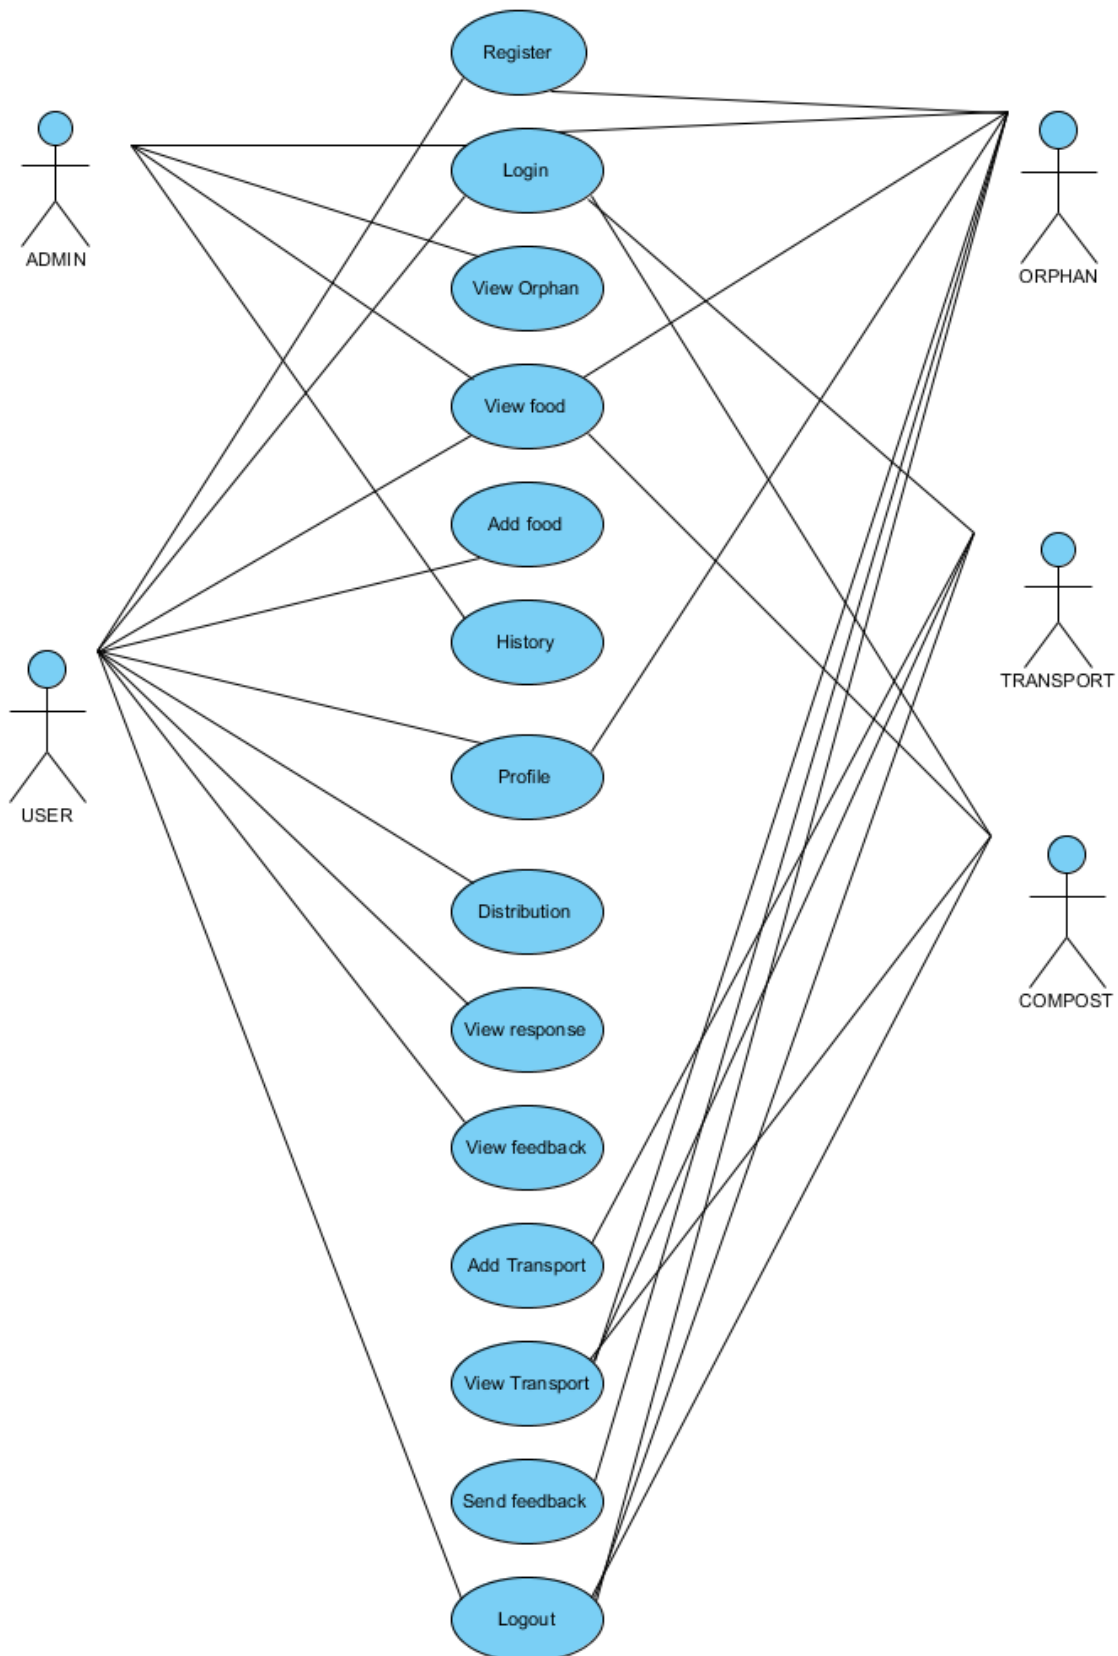 Register
Login
ADMIN
View Orphan
ORPHAN
View food
Add food
History
TRANSPORT
Profile
USER
Distribution
COMPOST
View response
View feedback
Add Transport
View Transport
Send feedback
Logout